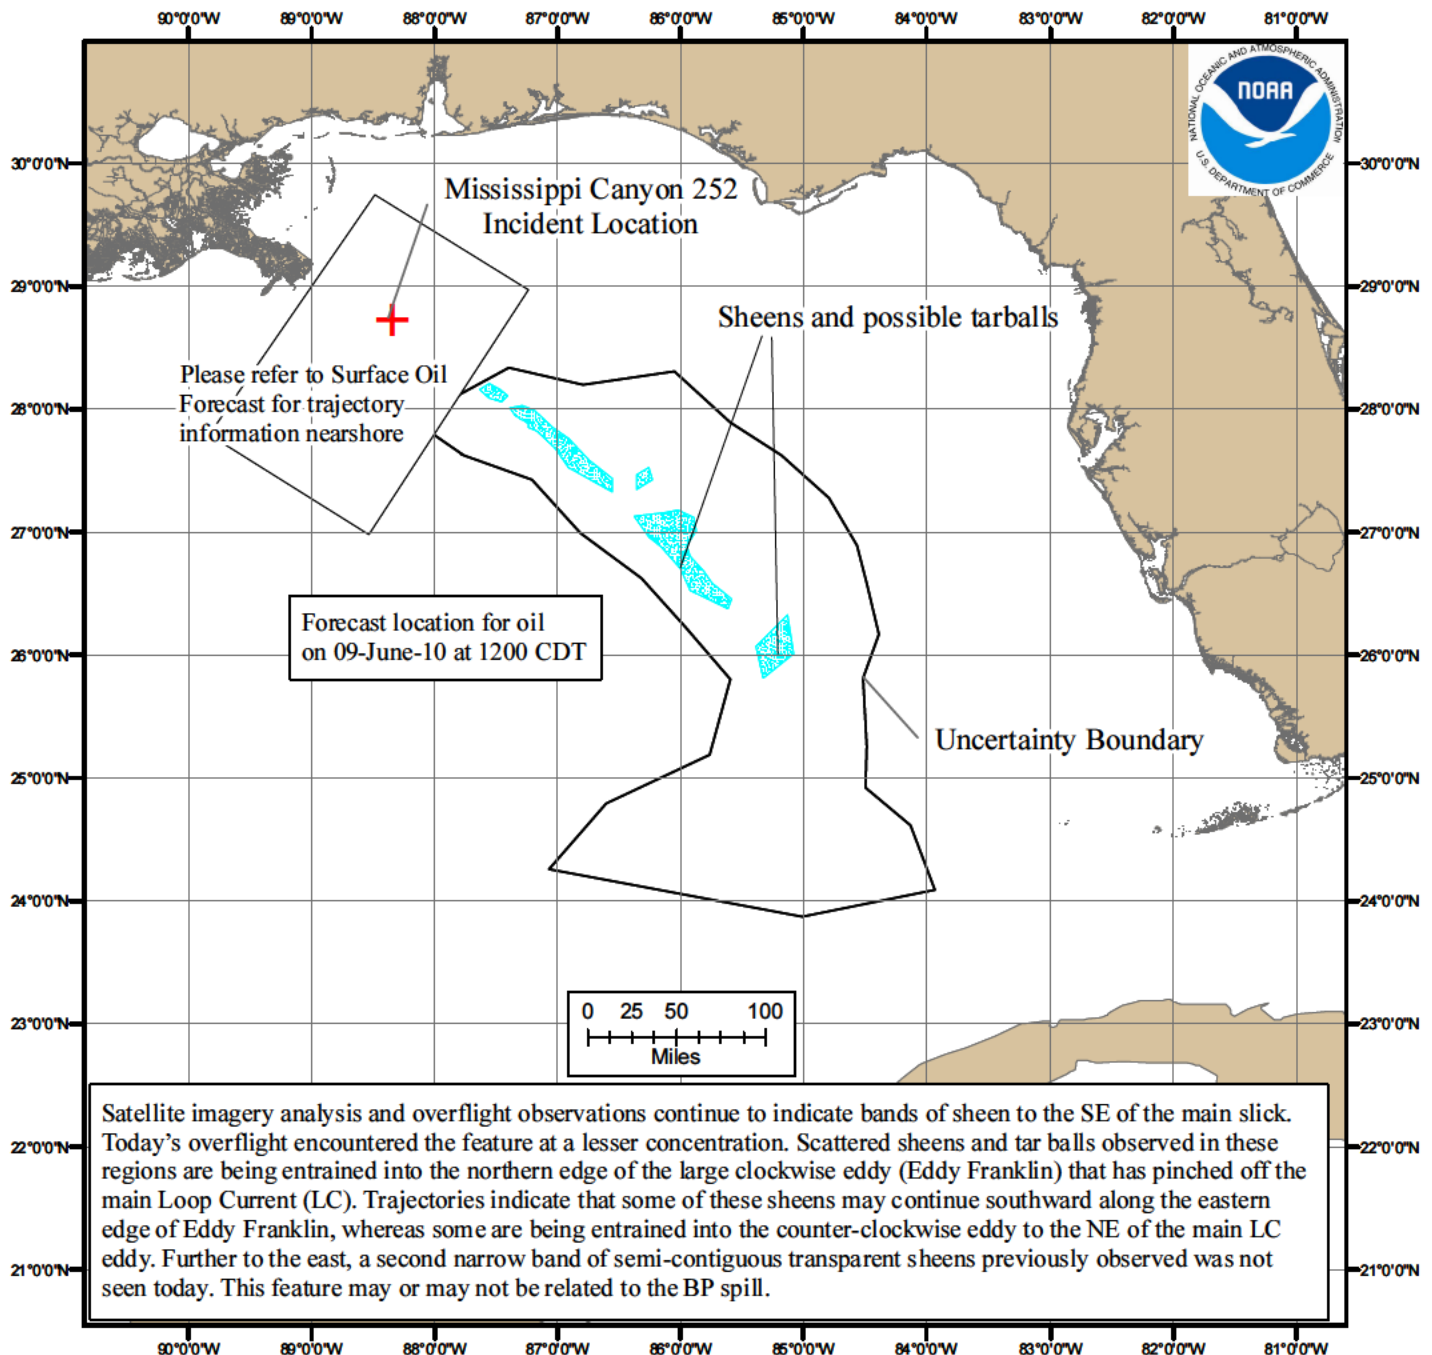 90°0'0"W 89°0'0"W 88°0'0"W 87°0'0"W 86°0'0"W 85°0'0"W 84°0'0"W 83°0'0"W 82°0'0"W 81°0'0"W
NATIONAL OCEANIC AND ATMOSPHERIC ADMINISTRATION
NOAA
U.S. DEPARTMENT OF COMMERCE
30°0'0"N 30°0'0"N
Mississippi Canyon 252
Incident Location
29°0'0"N 29°0'0"N
Sheens and possible tarballs
Please refer to Surface Oil
Forecast for trajectory
information nearshore
28°0'0"N 28°0'0"N
27°0'0"N 27°0'0"N
Forecast location for oil
on 09-June-10 at 1200 CDT
26°0'0"N 26°0'0"N
Uncertainty Boundary
25°0'0"N 25°0'0"N
24°0'0"N 24°0'0"N
0 25 50 100
Miles
23°0'0"N 23°0'0"N
Satellite imagery analysis and overflight observations continue to indicate bands of sheen to the SE of the main slick.
Today's overflight encountered the feature at a lesser concentration. Scattered sheens and tar balls observed in these
regions are being entrained into the northern edge of the large clockwise eddy (Eddy Franklin) that has pinched off the
main Loop Current (LC). Trajectories indicate that some of these sheens may continue southward along the eastern
edge of Eddy Franklin, whereas some are being entrained into the counter-clockwise eddy to the NE of the main LC
eddy. Further to the east, a second narrow band of semi-contiguous transparent sheens previously observed was not
seen today. This feature may or may not be related to the BP spill.
22°0'0"N 22°0'0"N
21°0'0"N 21°0'0"N
90°0'0"W 89°0'0"W 88°0'0"W 87°0'0"W 86°0'0"W 85°0'0"W 84°0'0"W 83°0'0"W 82°0'0"W 81°0'0"W